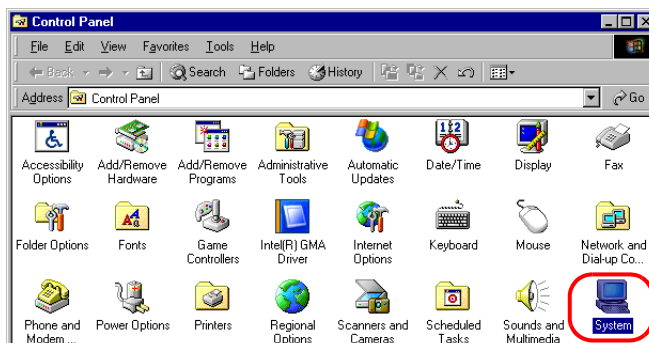 Control Panel
File Edit View Favorites Tools Help
Back Search Folders History
Address Control Panel Go
Accessibility Options
Add/Remove Hardware
Add/Remove Programs
Administrative Tools
Automatic Updates
Date/Time
Display
Fax
Folder Options
Fonts
Game Controllers
Intel(R) GMA Driver
Internet Options
Keyboard
Mouse
Network and Dial-up Co...
Phone and Modem ...
Power Options
Printers
Regional Options
Scanners and Cameras
Scheduled Tasks
Sounds and Multimedia
System